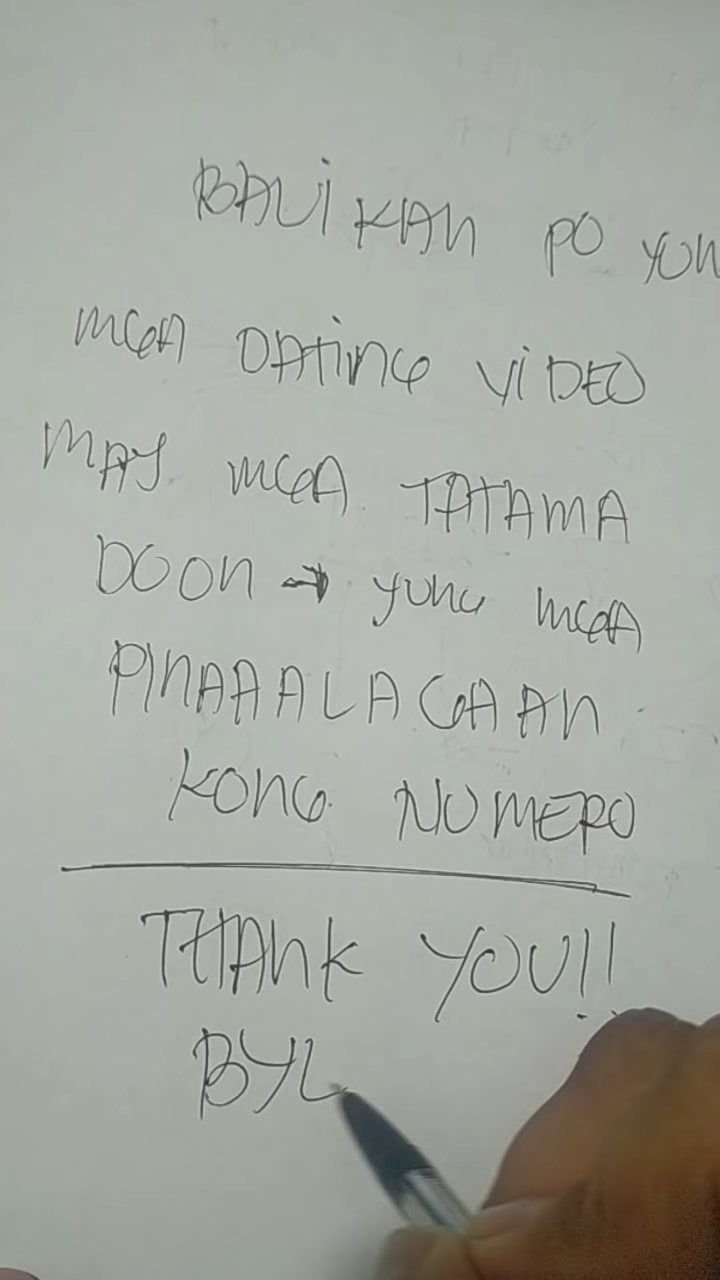 BALIKAN PO YUN
MGA DATING VIDEO
MAY MGA TATAMA
DOON → YUNG MGA
PINAAALAGAAN
KONG NUMERO
THANK YOU!!
BYE